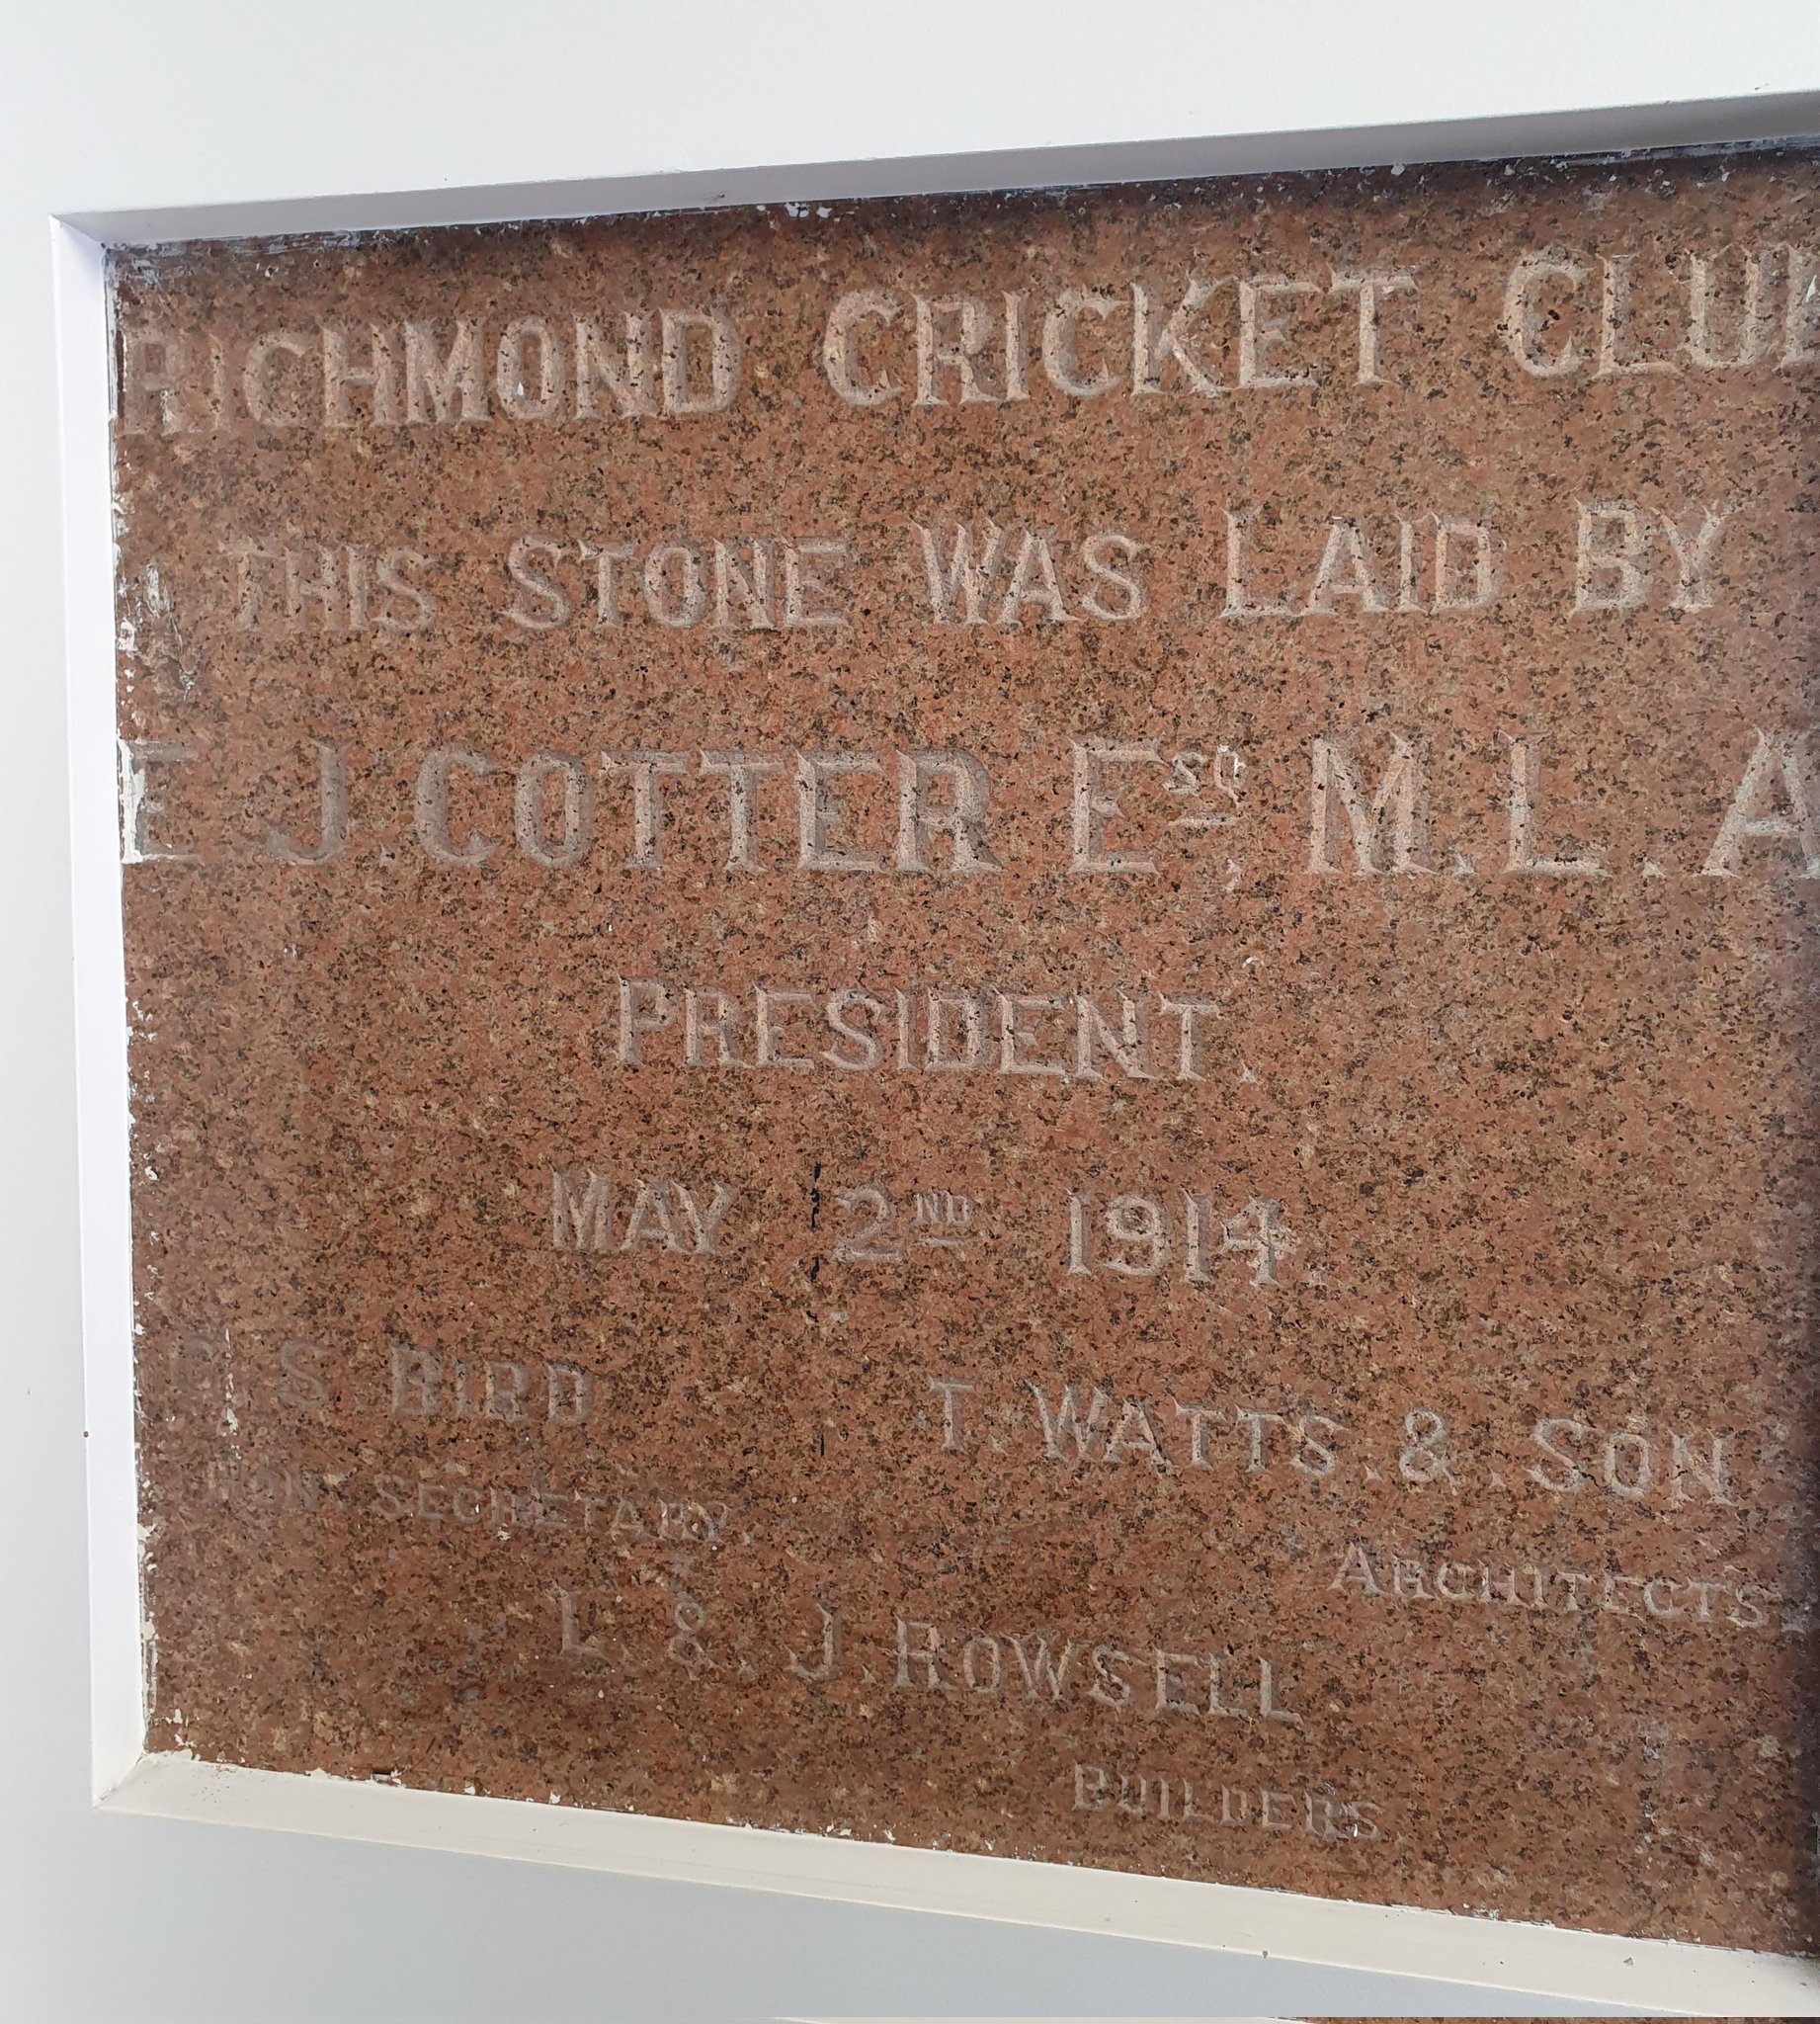 RICHMOND CRICKET CLUB
THIS STONE WAS LAID BY
E J COTTER Esq, M.L.A
PRESIDENT.
MAY 2ND 1914.
S. BIRD
HON. SECRETARY.
T. WATTS. & . SON
ARCHITECTS
L. & J. ROWSELL
BUILDERS.